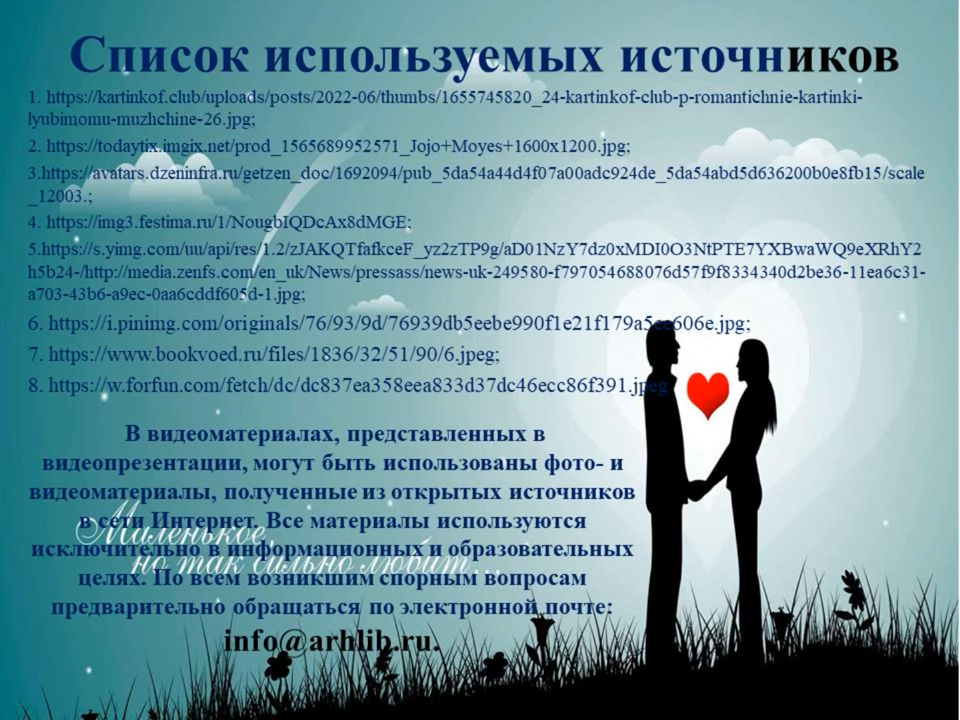 Список используемых источников
1. https://kartinkof.club/uploads/posts/2022-06/thumbs/1655745820_24-kartinkof-club-p-romantichnie-kartinki-
lyubimomu-muzhchine-26.jpg;
2. https://todaytix.imgix.net/prod_1565689952571_Jojo+Moyes+1600x1200.jpg;
3.https://avatars.dzeninfra.ru/getzen_doc/1692094/pub_5da54a44d4f07a00adc924de_5da54abd5d636200b0e8fb15/scale
_12003.;
4. https://img3.festima.ru/1/NougbIQDcAx8dMGE;
5.https://s.yimg.com/uu/api/res/1.2/zJAKQTfafkceF_yz2zTP9g/aD01NzY7dz0xMDI0O3NtPTE7YXBwaWQ9eXRhY2
h5b24-/http://media.zenfs.com/en_uk/News/pressass/news-uk-249580-f797054688076d57f9f8334340d2be36-11ea6c31-
a703-43b6-a9ec-0aa6cddf605d-1.jpg;
6. https://i.pinimg.com/originals/76/93/9d/76939db5eebe990f1e21f179a5ee606e.jpg;
7. https://www.bookvoed.ru/files/1836/32/51/90/6.jpeg;
8. https://w.forfun.com/fetch/dc/dc837ea358eea833d37dc46ecc86f391.jpeg
В видеоматериалах, представленных в
видеопрезентации, могут быть использованы фото- и
видеоматериалы, полученные из открытых источников
в сети Интернет. Все материалы используются
исключительно в информационных и образовательных
целях. По всем возникшим спорным вопросам
предварительно обращаться по электронной почте:
info@arhlib.ru.
Маленькое,
но так сильно любит...